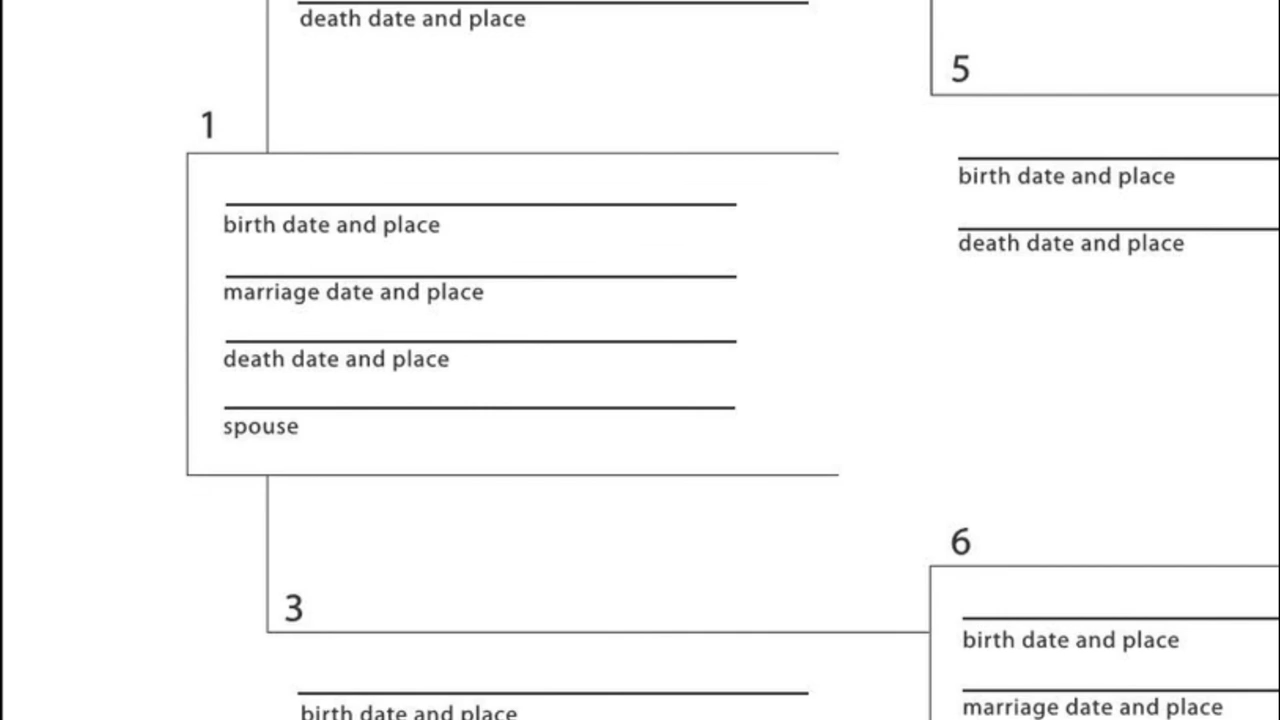 death date and place
5
1
birth date and place
birth date and place
death date and place
marriage date and place
death date and place
spouse
6
3
birth date and place
marriage date and place
birth date and place